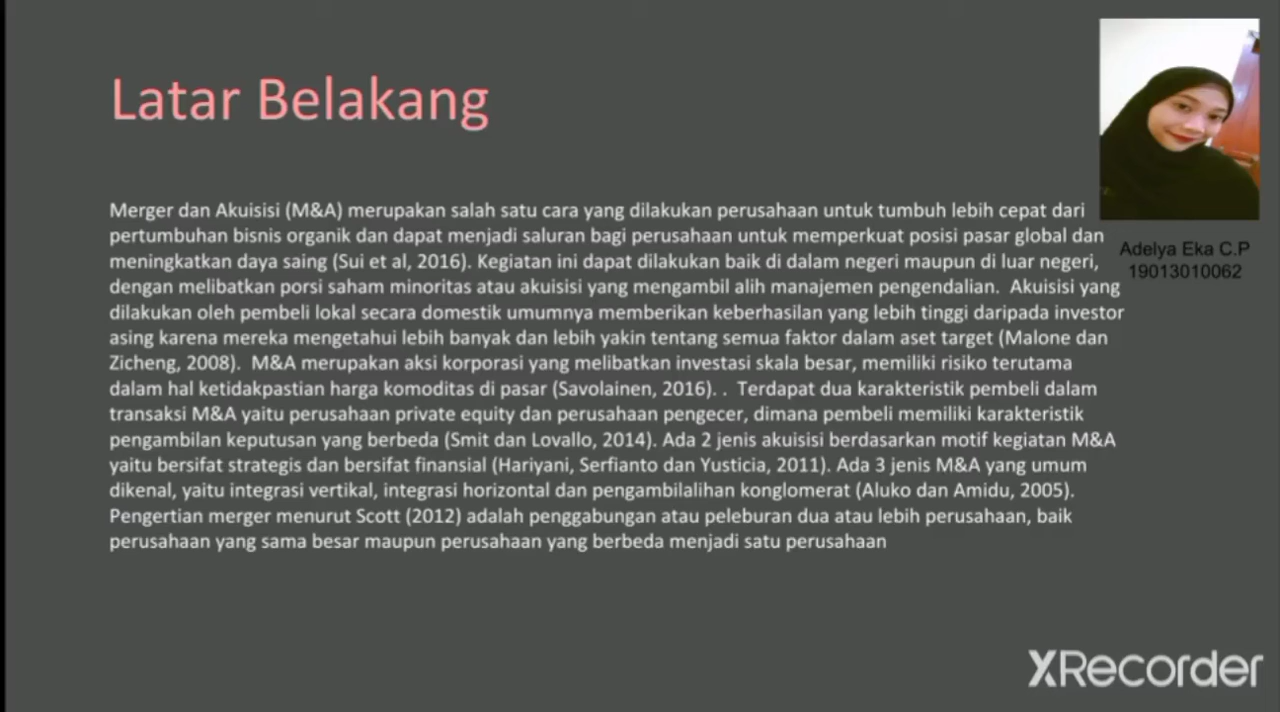 Latar Belakang
Merger dan Akuisisi (M&A) merupakan salah satu cara yang dilakukan perusahaan untuk tumbuh lebih cepat dari
pertumbuhan bisnis organik dan dapat menjadi saluran bagi perusahaan untuk memperkuat posisi pasar global dan
meningkatkan daya saing (Sui et al, 2016). Kegiatan ini dapat dilakukan baik di dalam negeri maupun di luar negeri,
dengan melibatkan porsi saham minoritas atau akuisisi yang mengambil alih manajemen pengendalian.  Akuisisi yang
dilakukan oleh pembeli lokal secara domestik umumnya memberikan keberhasilan yang lebih tinggi daripada investor
asing karena mereka mengetahui lebih banyak dan lebih yakin tentang semua faktor dalam aset target (Malone dan
Zicheng, 2008).  M&A merupakan aksi korporasi yang melibatkan investasi skala besar, memiliki risiko terutama
dalam hal ketidakpastian harga komoditas di pasar (Savolainen, 2016). .  Terdapat dua karakteristik pembeli dalam
transaksi M&A yaitu perusahaan private equity dan perusahaan pengecer, dimana pembeli memiliki karakteristik
pengambilan keputusan yang berbeda (Smit dan Lovallo, 2014). Ada 2 jenis akuisisi berdasarkan motif kegiatan M&A
yaitu bersifat strategis dan bersifat finansial (Hariyani, Serfianto dan Yusticia, 2011). Ada 3 jenis M&A yang umum
dikenal, yaitu integrasi vertikal, integrasi horizontal dan pengambilalihan konglomerat (Aluko dan Amidu, 2005).
Pengertian merger menurut Scott (2012) adalah penggabungan atau peleburan dua atau lebih perusahaan, baik
perusahaan yang sama besar maupun perusahaan yang berbeda menjadi satu perusahaan
Adelya Eka C.P
19013010062
XRecorder